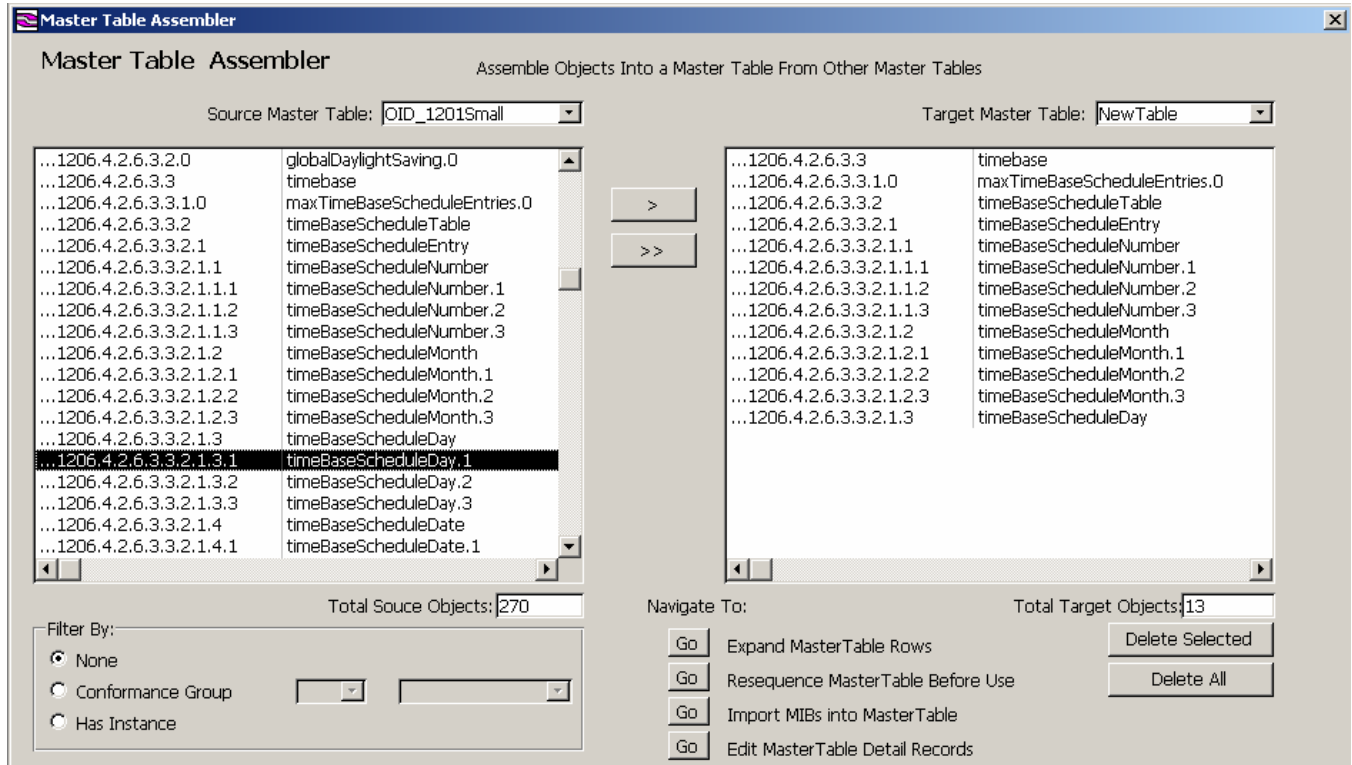 Master Table Assembler
Master Table Assembler
Assemble Objects Into a Master Table From Other Master Tables
Source Master Table: OID_1201Small
Target Master Table: NewTable
...1206.4.2.6.3.2.0 globalDaylightSaving.0
...1206.4.2.6.3.3 timebase
...1206.4.2.6.3.3.1.0 maxTimeBaseScheduleEntries.0
...1206.4.2.6.3.3.2 timeBaseScheduleTable
...1206.4.2.6.3.3.2.1 timeBaseScheduleEntry
...1206.4.2.6.3.3.2.1.1 timeBaseScheduleNumber
...1206.4.2.6.3.3.2.1.1.1 timeBaseScheduleNumber.1
...1206.4.2.6.3.3.2.1.1.2 timeBaseScheduleNumber.2
...1206.4.2.6.3.3.2.1.1.3 timeBaseScheduleNumber.3
...1206.4.2.6.3.3.2.1.2 timeBaseScheduleMonth
...1206.4.2.6.3.3.2.1.2.1 timeBaseScheduleMonth.1
...1206.4.2.6.3.3.2.1.2.2 timeBaseScheduleMonth.2
...1206.4.2.6.3.3.2.1.2.3 timeBaseScheduleMonth.3
...1206.4.2.6.3.3.2.1.3 timeBaseScheduleDay
...1206.4.2.6.3.3.2.1.3.1 timeBaseScheduleDay.1
...1206.4.2.6.3.3.2.1.3.2 timeBaseScheduleDay.2
...1206.4.2.6.3.3.2.1.3.3 timeBaseScheduleDay.3
...1206.4.2.6.3.3.2.1.4 timeBaseScheduleDate
...1206.4.2.6.3.3.2.1.4.1 timeBaseScheduleDate.1
>
>>
...1206.4.2.6.3.3 timebase
...1206.4.2.6.3.3.1.0 maxTimeBaseScheduleEntries.0
...1206.4.2.6.3.3.2 timeBaseScheduleTable
...1206.4.2.6.3.3.2.1 timeBaseScheduleEntry
...1206.4.2.6.3.3.2.1.1 timeBaseScheduleNumber
...1206.4.2.6.3.3.2.1.1.1 timeBaseScheduleNumber.1
...1206.4.2.6.3.3.2.1.1.2 timeBaseScheduleNumber.2
...1206.4.2.6.3.3.2.1.1.3 timeBaseScheduleNumber.3
...1206.4.2.6.3.3.2.1.2 timeBaseScheduleMonth
...1206.4.2.6.3.3.2.1.2.1 timeBaseScheduleMonth.1
...1206.4.2.6.3.3.2.1.2.2 timeBaseScheduleMonth.2
...1206.4.2.6.3.3.2.1.2.3 timeBaseScheduleMonth.3
...1206.4.2.6.3.3.2.1.3 timeBaseScheduleDay
Total Souce Objects: 270
Filter By:
None
Conformance Group
Has Instance
Navigate To:
Go Expand MasterTable Rows
Go Resequence MasterTable Before Use
Go Import MIBs into MasterTable
Go Edit MasterTable Detail Records
Total Target Objects: 13
Delete Selected
Delete All